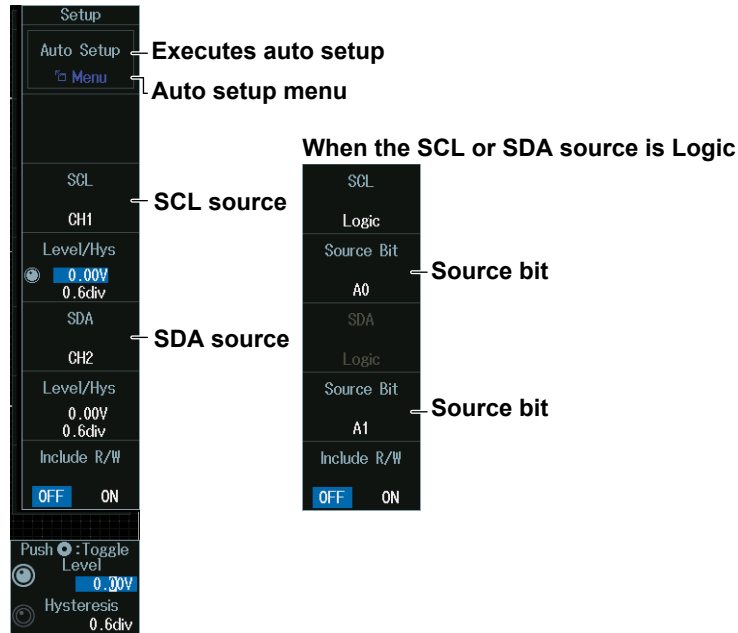 Setup
Auto Setup
Menu
Executes auto setup
Auto setup menu
SCL
CH1
SCL source
Level/Hys
0.00V
0.6div
SDA
CH2
SDA source
Level/Hys
0.00V
0.6div
Include R/W
OFF ON
Push :Toggle
Level
0.00V
Hysteresis
0.6div
When the SCL or SDA source is Logic
SCL
Logic
Source Bit
A0
Source bit
SDA
Logic
Source Bit
A1
Source bit
Include R/W
OFF ON